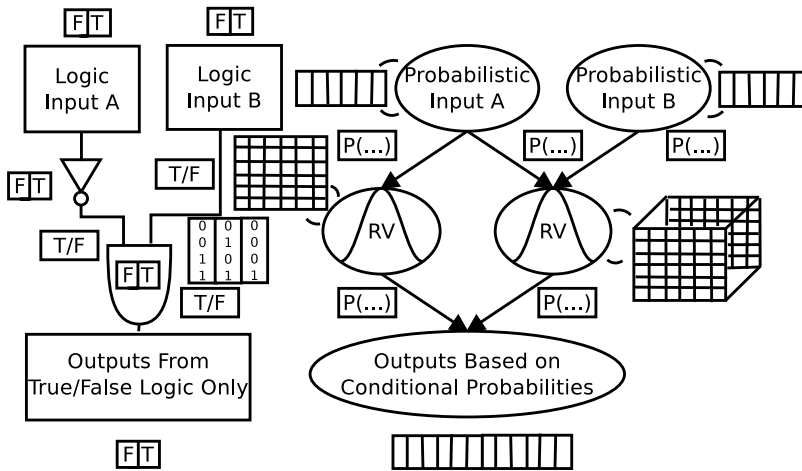 F T
F T
Logic
Input A
Logic
Input B
Probabilistic
Input A
Probabilistic
Input B
P(...)
P(...)
P(...)
T/F
F T
RV
RV
0 0 0
0 1 0
1 0 0
1 1 1
T/F
F T
T/F
P(...)
P(...)
Outputs From
True/False Logic Only
Outputs Based on
Conditional Probabilities
F T